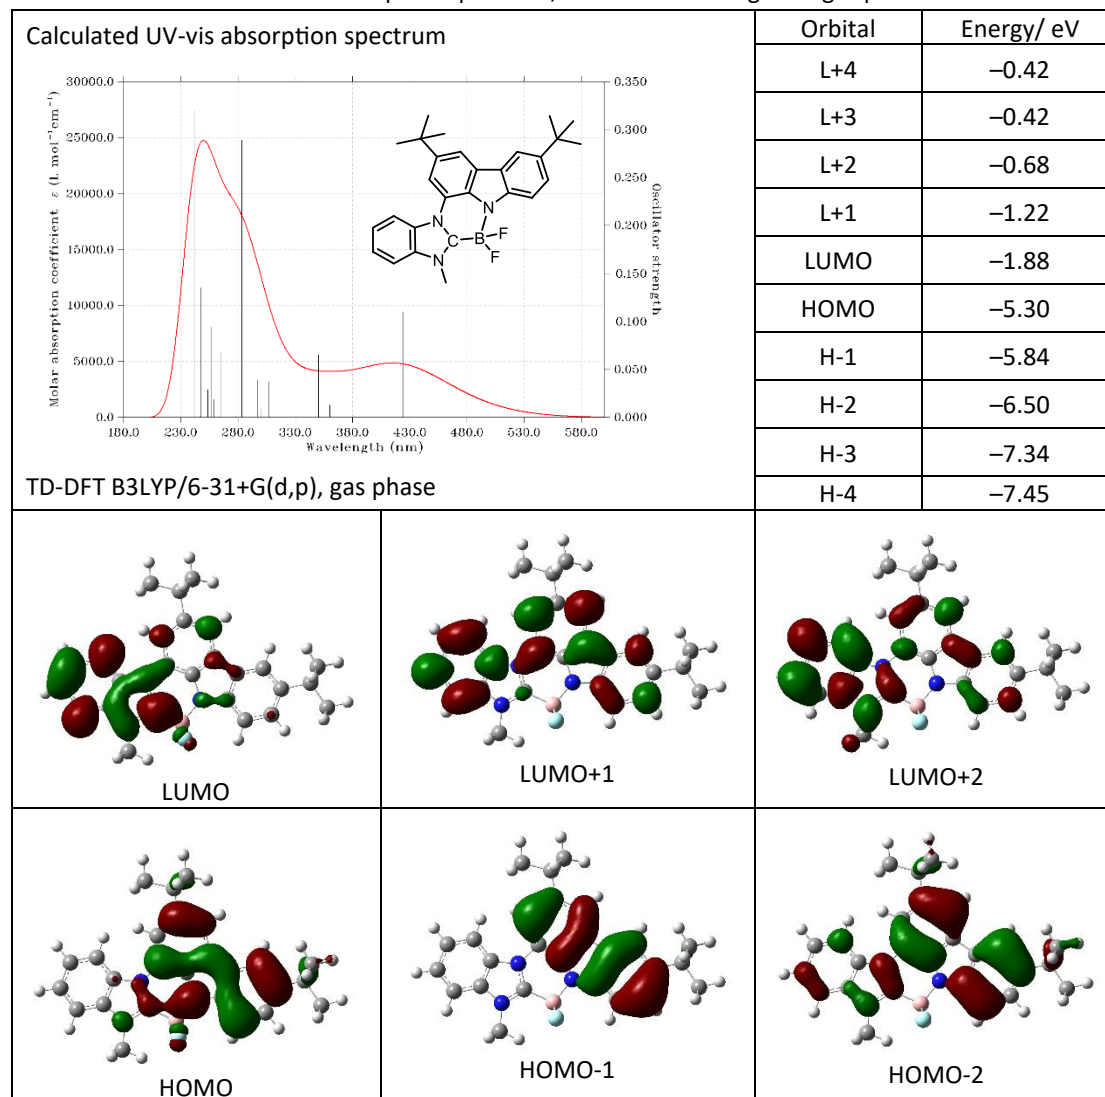 Calculated UV-vis absorption spectrum
30000.0
25000.0
20000.0
15000.0
10000.0
5000.0
0.0
Molar absorption coefficient ε (L mol⁻¹cm⁻¹)
0.350
0.300
0.250
0.200
0.150
0.100
0.050
0.000
Oscillator strength
180.0 230.0 280.0 330.0 380.0 430.0 480.0 530.0 580.0
Wavelength (nm)
N
N
C B F
N F
TD-DFT B3LYP/6-31+G(d,p), gas phase
Orbital Energy/ eV
L+4 –0.42
L+3 –0.42
L+2 –0.68
L+1 –1.22
LUMO –1.88
HOMO –5.30
H-1 –5.84
H-2 –6.50
H-3 –7.34
H-4 –7.45
LUMO LUMO+1 LUMO+2
HOMO HOMO-1 HOMO-2